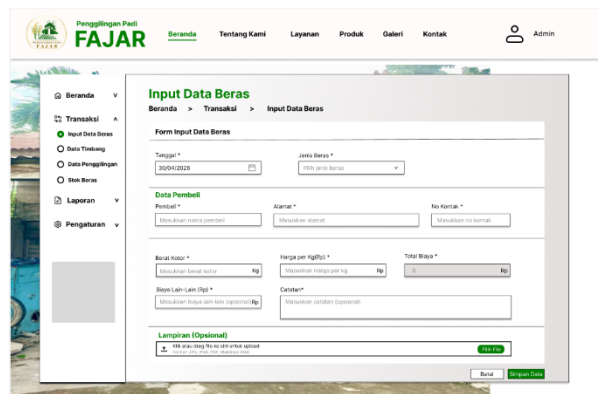 Penggilingan Padi
FAJAR
FAJAR
Beranda Tentang Kami Layanan Produk Galeri Kontak Admin
Beranda v
Transaksi ʌ
Input Data Beras
Data Timbang
Data Penggilingan
Stok Beras
Laporan v
Pengaturan v
Input Data Beras
Beranda > Transaksi > Input Data Beras
Form Input Data Beras
Tanggal * Jenis Beras *
30/04/2026 Pilih jenis beras
Data Pembeli
Pembeli * Alamat * No Kontak *
Masukkan nama pembeli Masukkan alamat Masukkan no kontak
Berat Kotor * Harga per Kg(Rp) * Total Biaya *
Masukkan berat kotor Kg Masukkan Harga per kg Rp 0 Rp
Biaya Lain-Lain (Rp) * Catatan*
Masukkan biaya lain-lain (opsional) Rp Masukkan catatan (opsional)
Lampiran (Opsional)
Klik atau drag file ke sini untuk upload
Format JPG, PNG, PDF, Maksimal
Pilih File
Batal Simpan Data